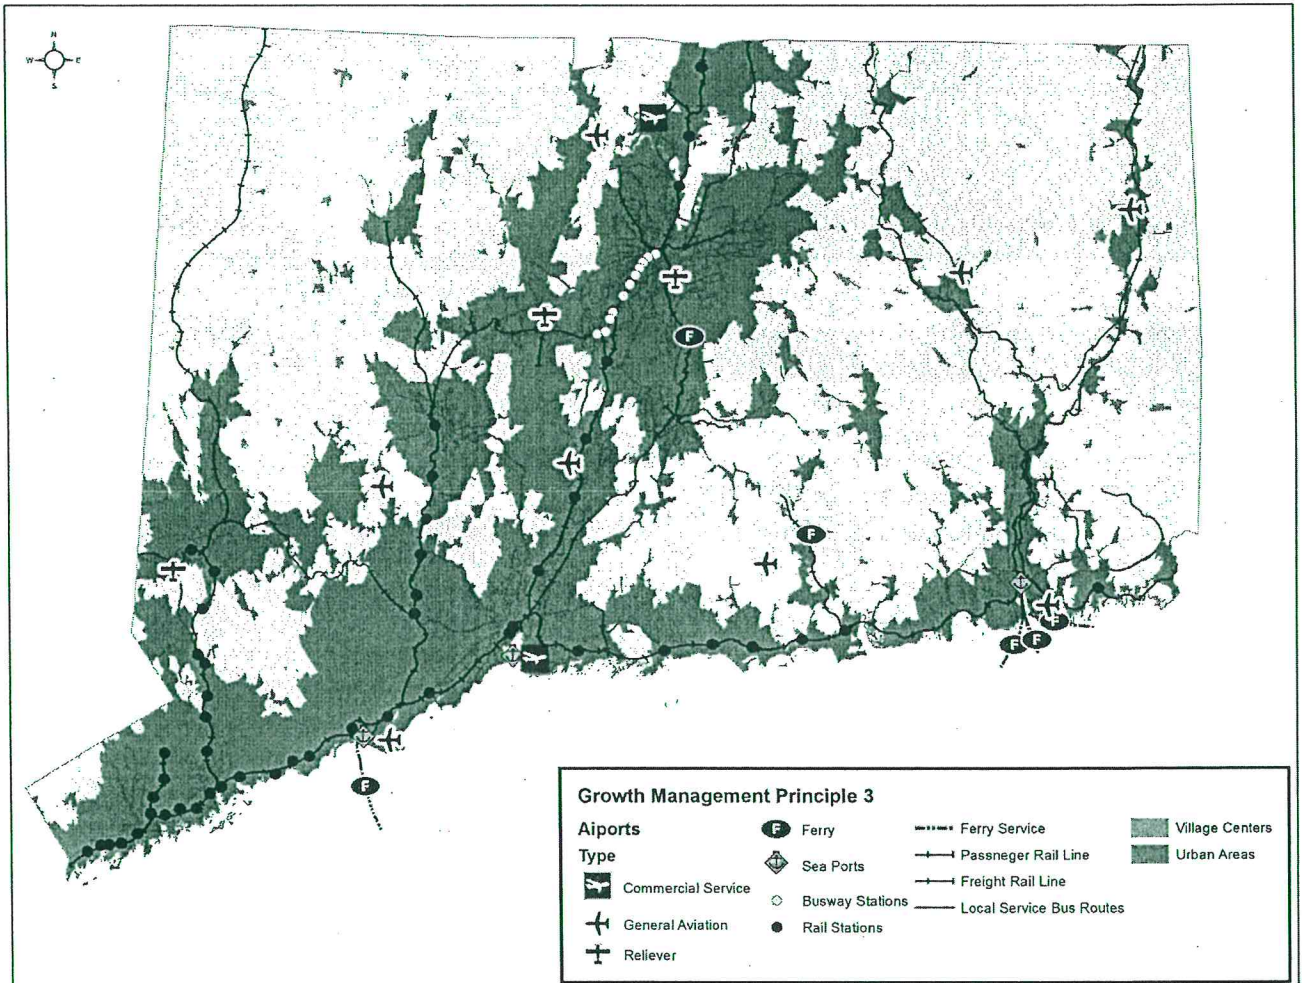 N
W E
S
F
F
F
F
F
F
Growth Management Principle 3
Aiports
Type
Commercial Service
General Aviation
Reliever
F Ferry
Sea Ports
Busway Stations
Rail Stations
Ferry Service
Passneger Rail Line
Freight Rail Line
Local Service Bus Routes
Village Centers
Urban Areas